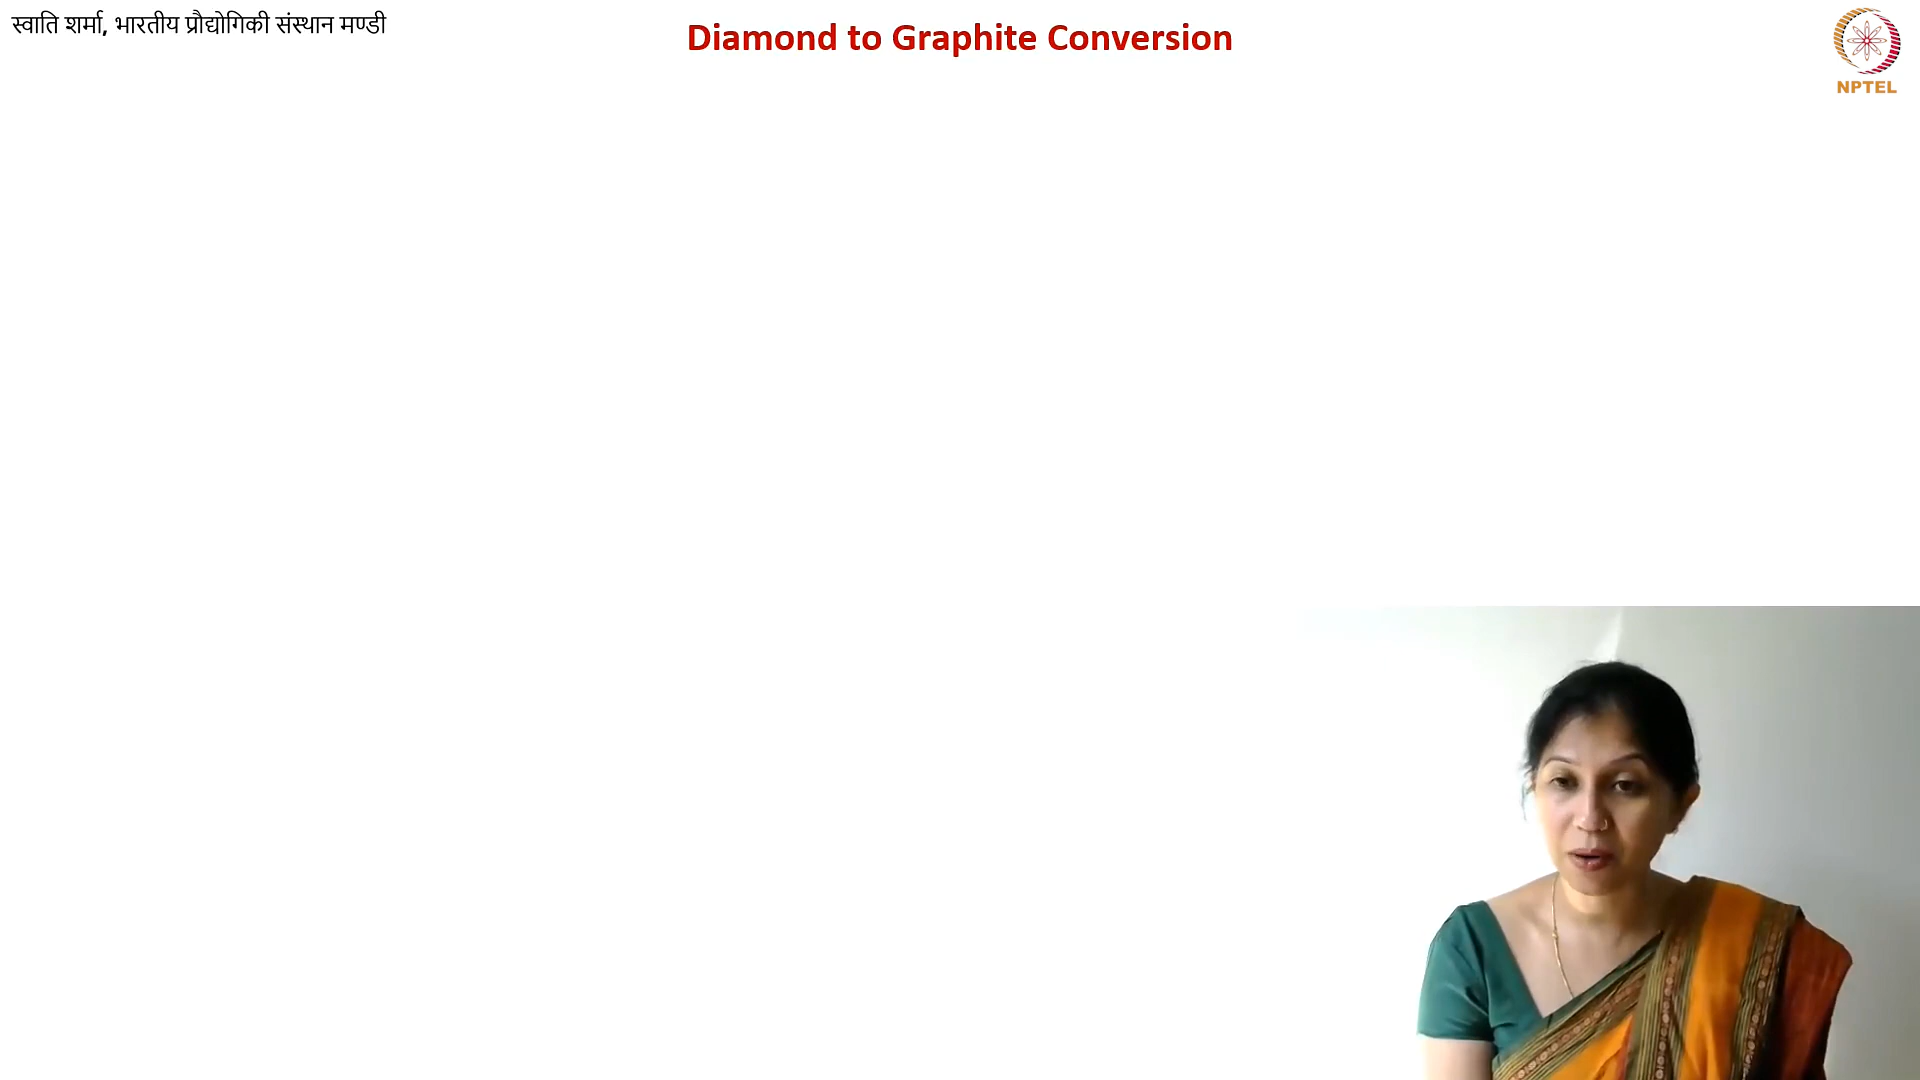 स्वाति शर्मा, भारतीय प्रौद्योगिकी संस्थान मण्डी
Diamond to Graphite Conversion
NPTEL